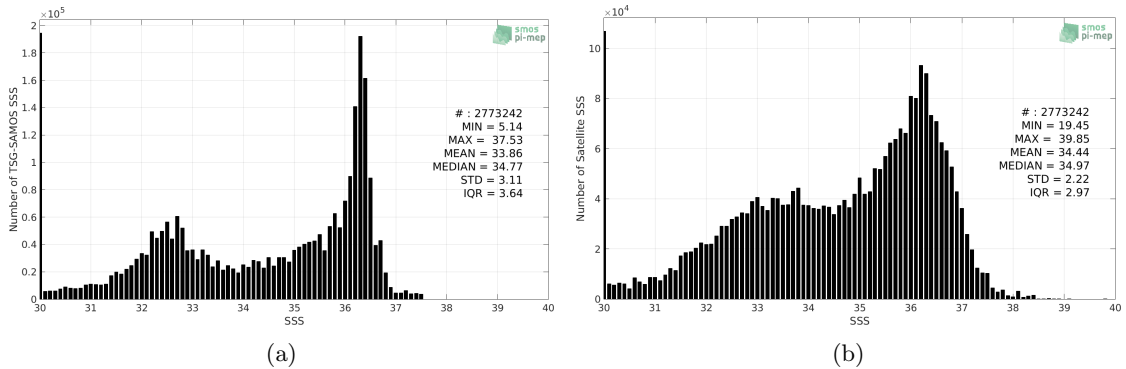 ×10⁵
2
1.8
1.6
1.4
1.2
1
0.8
0.6
0.4
0.2
0
Number of TSG-SAMOS SSS
smos
pi-mep
# : 2773242
MIN = 5.14
MAX = 37.53
MEAN = 33.86
MEDIAN = 34.77
STD = 3.11
IQR = 3.64
30 31 32 33 34 35 36 37 38 39 40
SSS
(a)
×10⁴
10
8
6
4
2
0
Number of Satellite SSS
smos
pi-mep
# : 2773242
MIN = 19.45
MAX = 39.85
MEAN = 34.44
MEDIAN = 34.97
STD = 2.22
IQR = 2.97
30 31 32 33 34 35 36 37 38 39 40
SSS
(b)